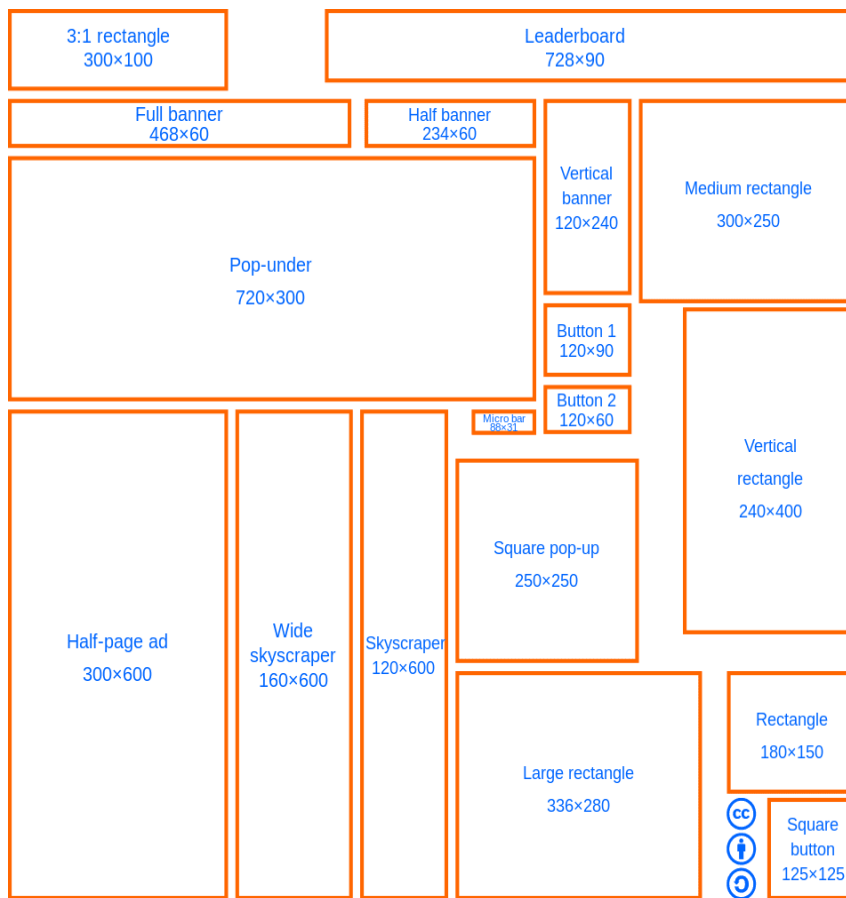 3:1 rectangle
300×100
Leaderboard
728×90
Full banner
468×60
Half banner
234×60
Vertical
banner
120×240
Medium rectangle
300×250
Pop-under
720×300
Button 1
120×90
Button 2
120×60
Micro bar
88×31
Vertical
rectangle
240×400
Square pop-up
250×250
Half-page ad
300×600
Wide
skyscraper
160×600
Skyscraper
120×600
Large rectangle
336×280
Rectangle
180×150
cc
Square
button
125×125